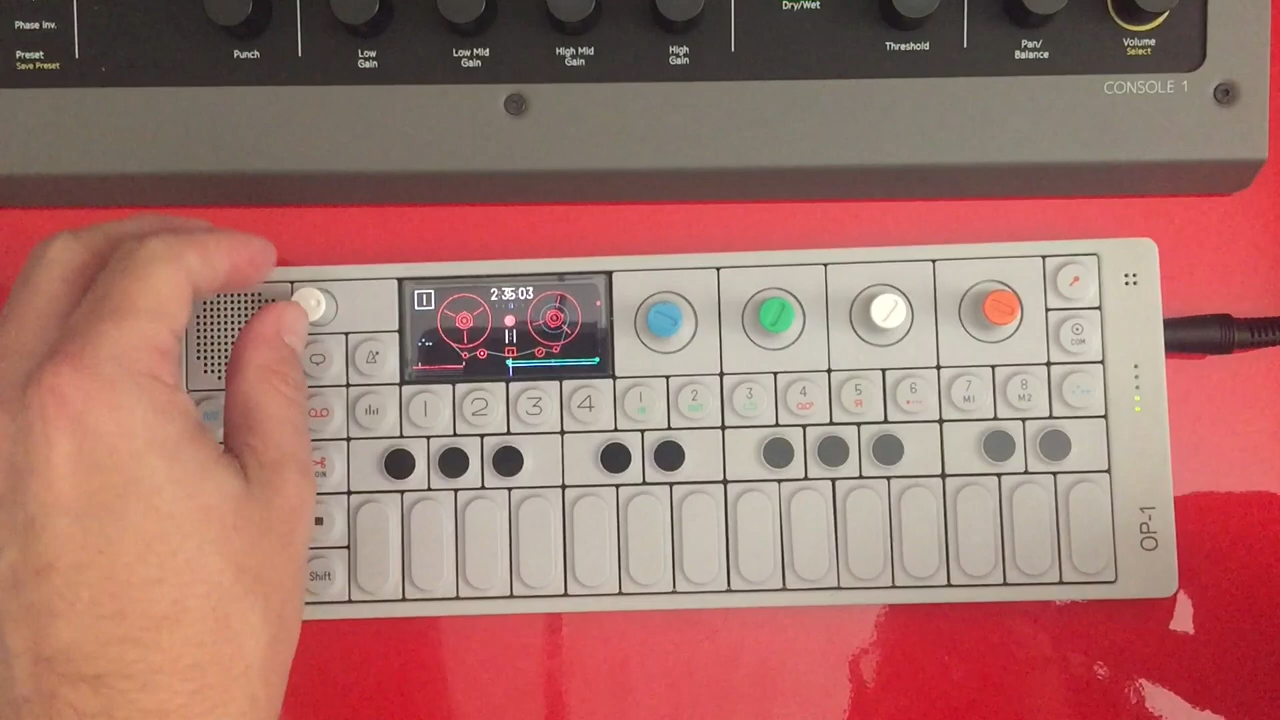 Phase Inv.
Preset
Save Preset
Punch
Low
Gain
Low Mid
Gain
High Mid
Gain
High
Gain
Dry/Wet
Threshold
Pan/
Balance
Volume
Select
CONSOLE 1
1
2:35:03
COM
1 2 3 4 1 2 3 4 5 6 7 8
OUT
M1 M2
Shift
OP-1